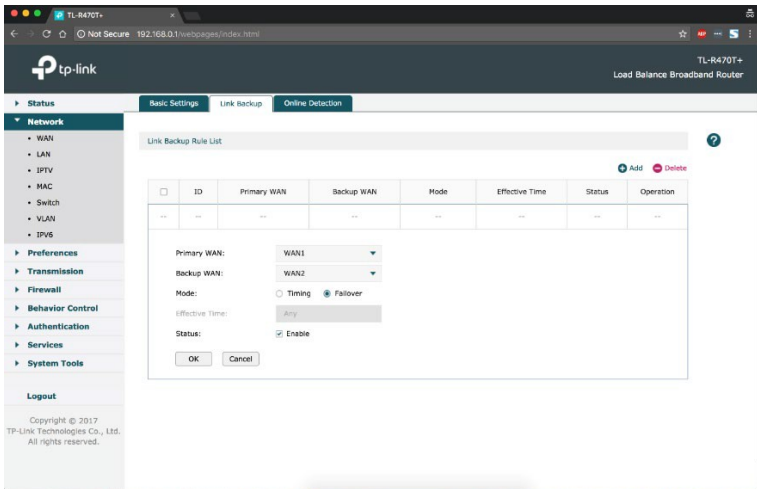 TL-R470T+
Not Secure 192.168.0.1/webpages/index.html
tp-link
TL-R470T+
Load Balance Broadband Router
Status
Network
WAN
LAN
IPTV
MAC
Switch
VLAN
IPV6
Preferences
Transmission
Firewall
Behavior Control
Authentication
Services
System Tools
Logout
Copyright © 2017
TP-Link Technologies Co., Ltd.
All rights reserved.
Basic Settings Link Backup Online Detection
Link Backup Rule List
?
Add Delete
ID Primary WAN Backup WAN Mode Effective Time Status Operation
-- -- -- -- -- -- -- --
Primary WAN: WAN1
Backup WAN: WAN2
Mode: Timing Failover
Effective Time: Any
Status: Enable
OK Cancel